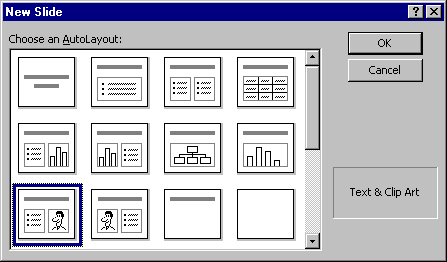 New Slide
Choose an AutoLayout:
OK
Cancel
Text & Clip Art